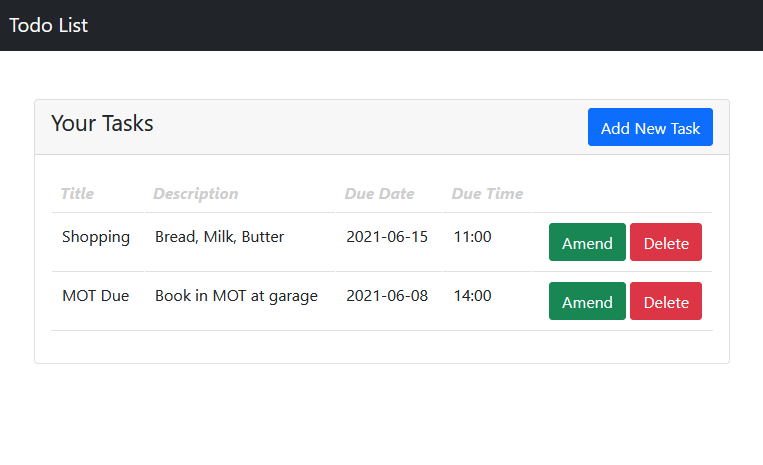 Todo List
Your Tasks Add New Task
Title Description Due Date Due Time
Shopping Bread, Milk, Butter 2021-06-15 11:00 Amend Delete
MOT Due Book in MOT at garage 2021-06-08 14:00 Amend Delete